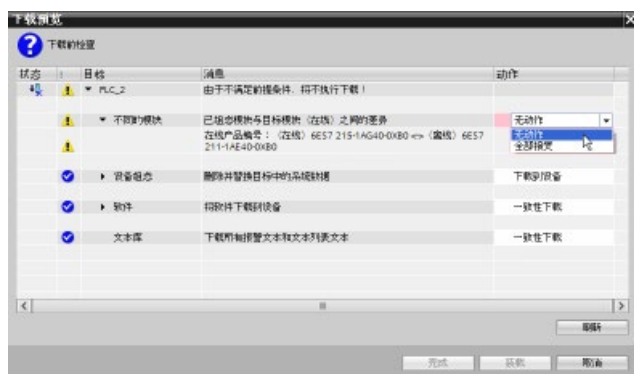 下载预览
下载前检查
状态 ! 目标 消息 动作
PLC_2 由于不满足前提条件，将不执行下载！
不同的模块 已组态模块与目标模块（在线）之间的差异 无动作
在线产品编号：（在线）6ES7 215-1AG40-0XB0 <=> （离线）6ES7 211-1AE40-0XB0
无动作
全部接受
设备组态 删除并替换目标中的系统数据 下载到设备
软件 将软件下载到设备 一致性下载
文本库 下载所有报警文本和文本列表文本 一致性下载
刷新
完成 装载 取消